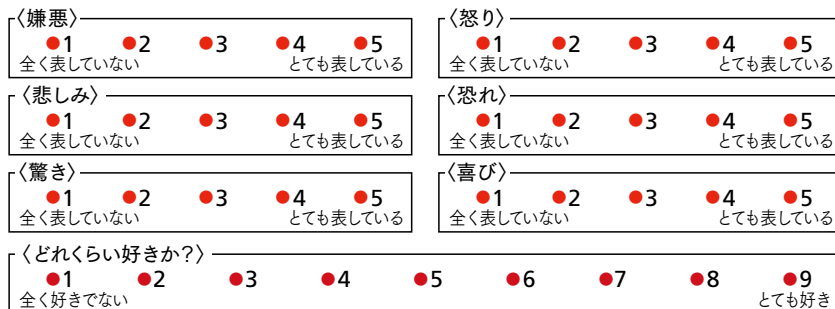 〈嫌悪〉
●1 ●2 ●3 ●4 ●5
全く表していない とても表している
〈怒り〉
●1 ●2 ●3 ●4 ●5
全く表していない とても表している
〈悲しみ〉
●1 ●2 ●3 ●4 ●5
全く表していない とても表している
〈恐れ〉
●1 ●2 ●3 ●4 ●5
全く表していない とても表している
〈驚き〉
●1 ●2 ●3 ●4 ●5
全く表していない とても表している
〈喜び〉
●1 ●2 ●3 ●4 ●5
全く表していない とても表している
〈どれくらい好きか?〉
●1 ●2 ●3 ●4 ●5 ●6 ●7 ●8 ●9
全く好きでない とても好き